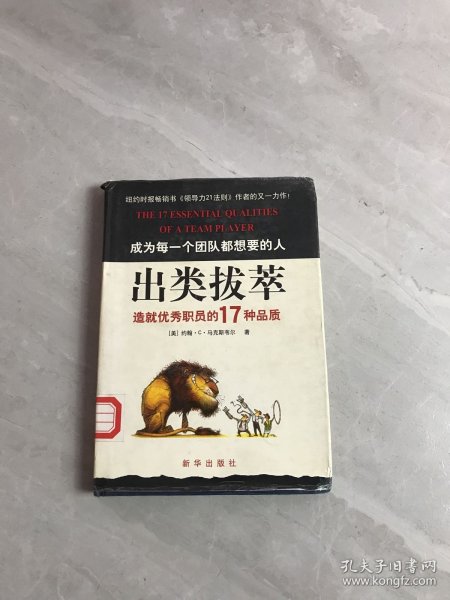 纽约时报畅销书《领导力21法则》作者的又一力作!
THE 17 ESSENTIAL QUALITIES
OF A TEAM PLAYER
成为每一个团队都想要的人
出类拔萃
造就优秀职员的17种品质
[美] 约翰·C·马克斯韦尔 著
新华出版社
孔夫子旧书网
www.kongfz.com